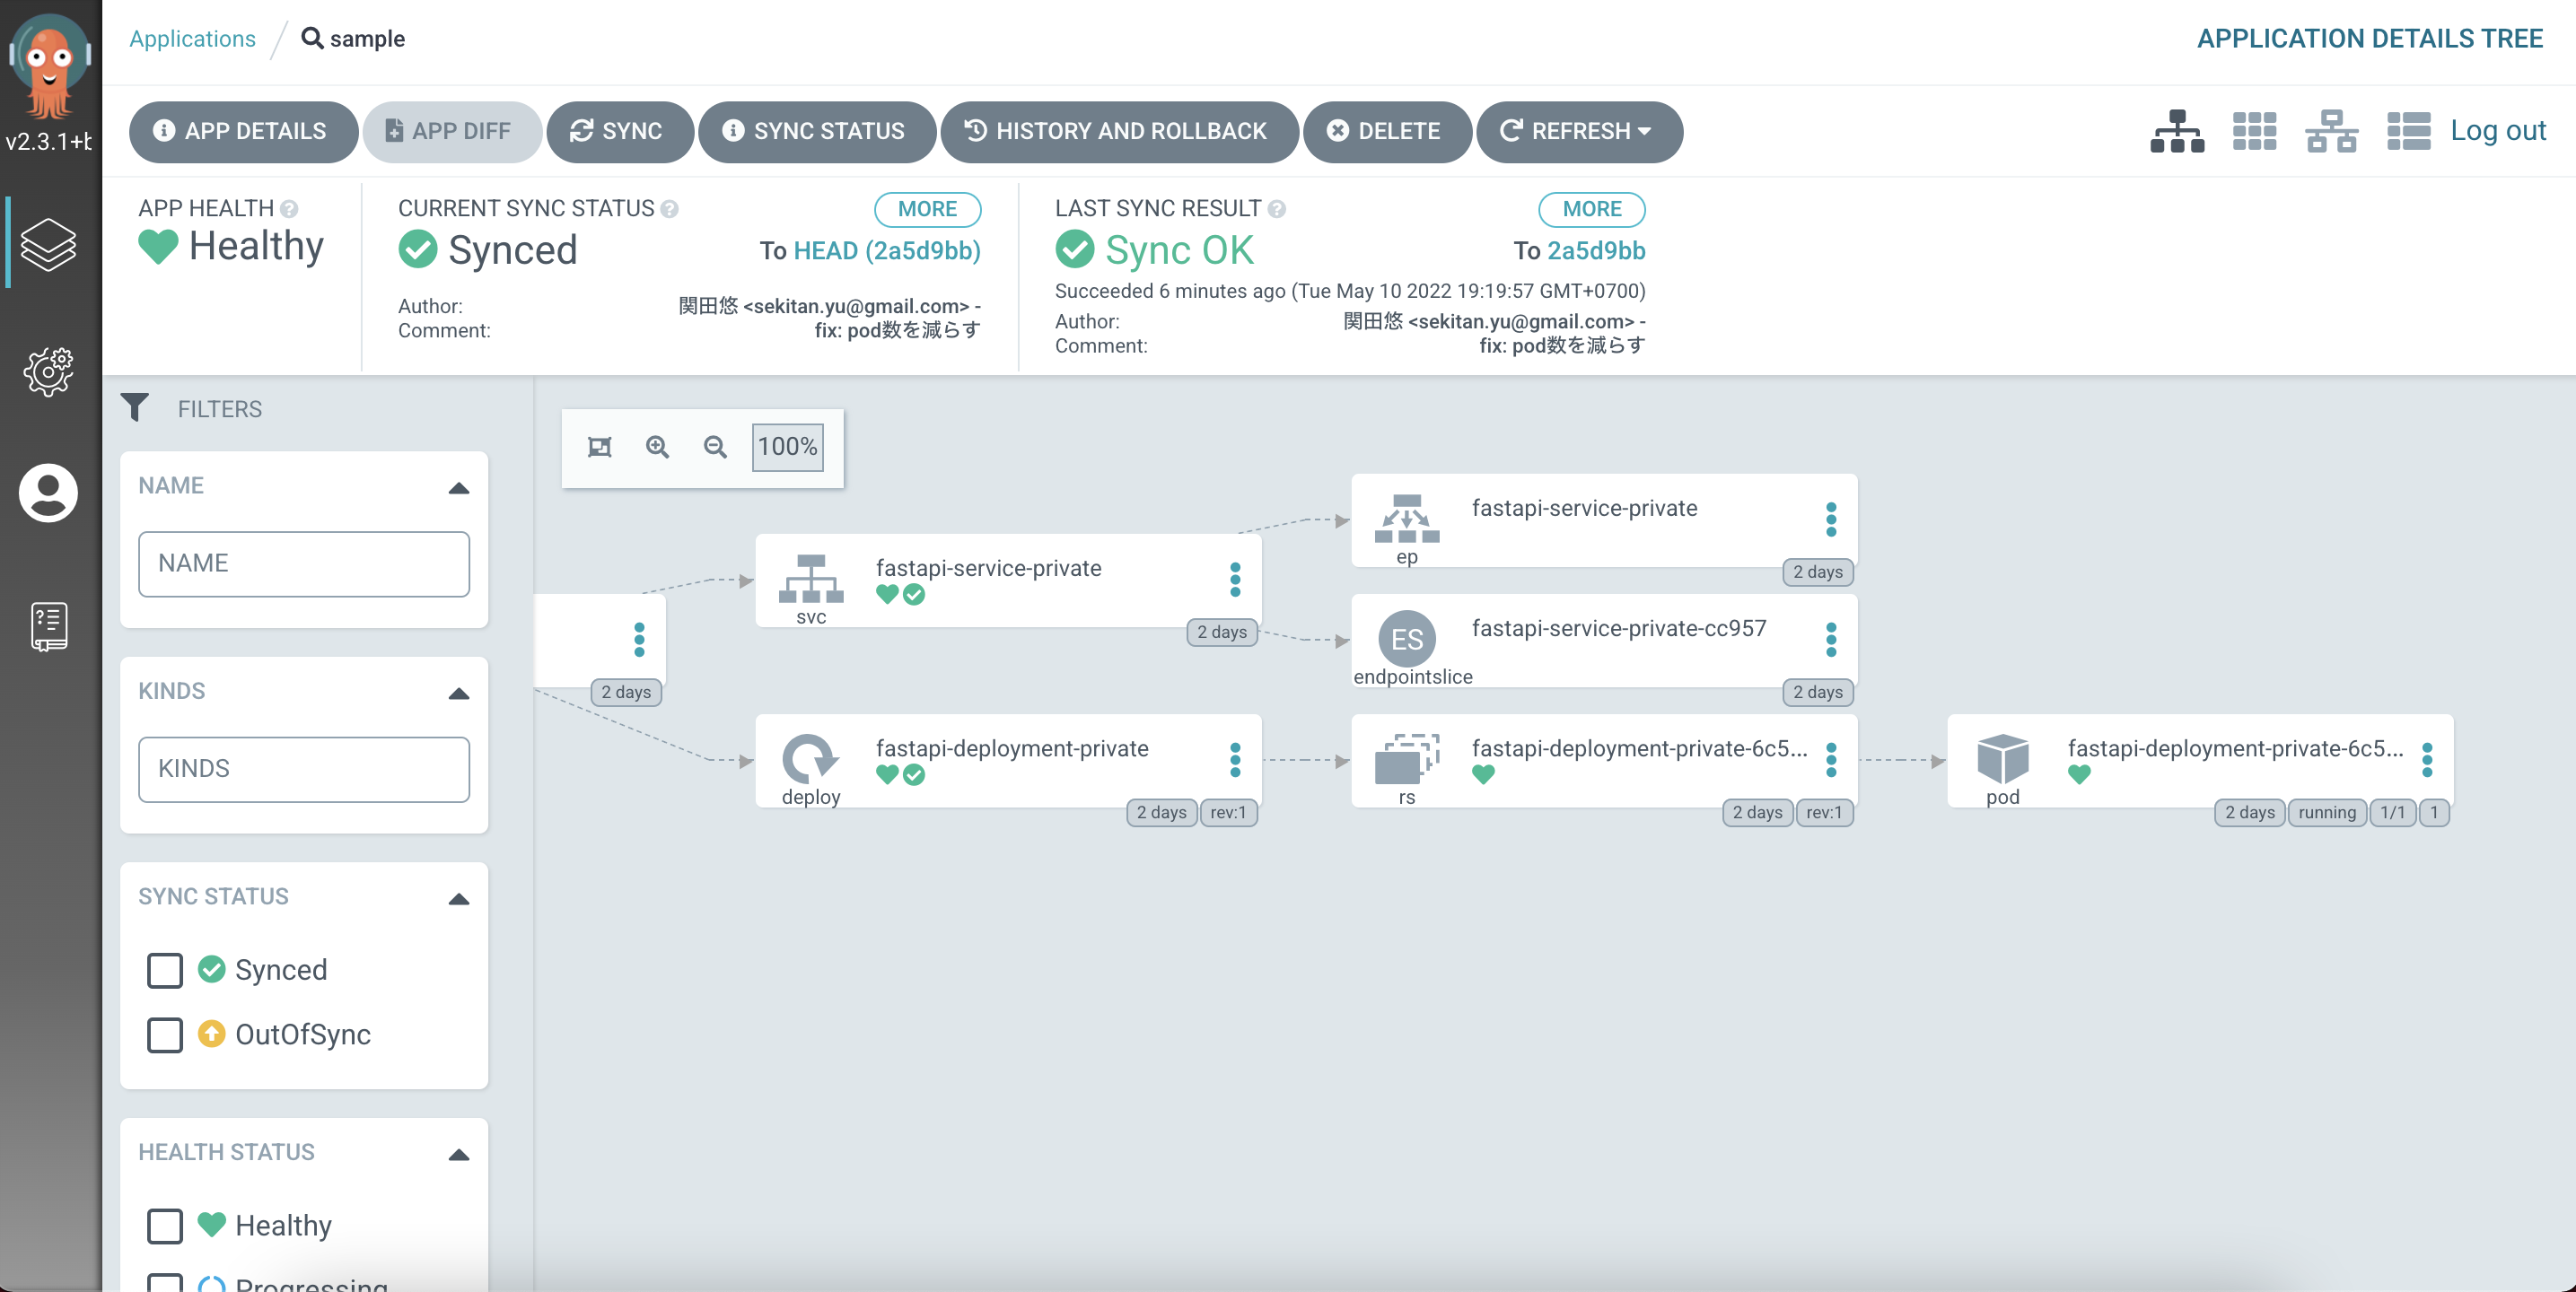 v2.3.1+b
Applications
sample
APPLICATION DETAILS TREE
APP DETAILS
APP DIFF
SYNC
SYNC STATUS
HISTORY AND ROLLBACK
DELETE
REFRESH
Log out
APP HEALTH
Healthy
CURRENT SYNC STATUS
MORE
Synced
To HEAD (2a5d9bb)
Author: 関田悠 <sekitan.yu@gmail.com> -
Comment: fix: pod数を減らす
LAST SYNC RESULT
MORE
Sync OK
To 2a5d9bb
Succeeded 6 minutes ago (Tue May 10 2022 19:19:57 GMT+0700)
Author: 関田悠 <sekitan.yu@gmail.com> -
Comment: fix: pod数を減らす
FILTERS
NAME
NAME
KINDS
KINDS
SYNC STATUS
Synced
OutOfSync
HEALTH STATUS
Healthy
Progressing
100%
2 days
fastapi-service-private
svc
2 days
fastapi-deployment-private
deploy
2 days
rev:1
fastapi-service-private
ep
2 days
ES
fastapi-service-private-cc957
endpointslice
2 days
fastapi-deployment-private-6c5...
rs
2 days
rev:1
fastapi-deployment-private-6c5...
pod
2 days
running
1/1
1